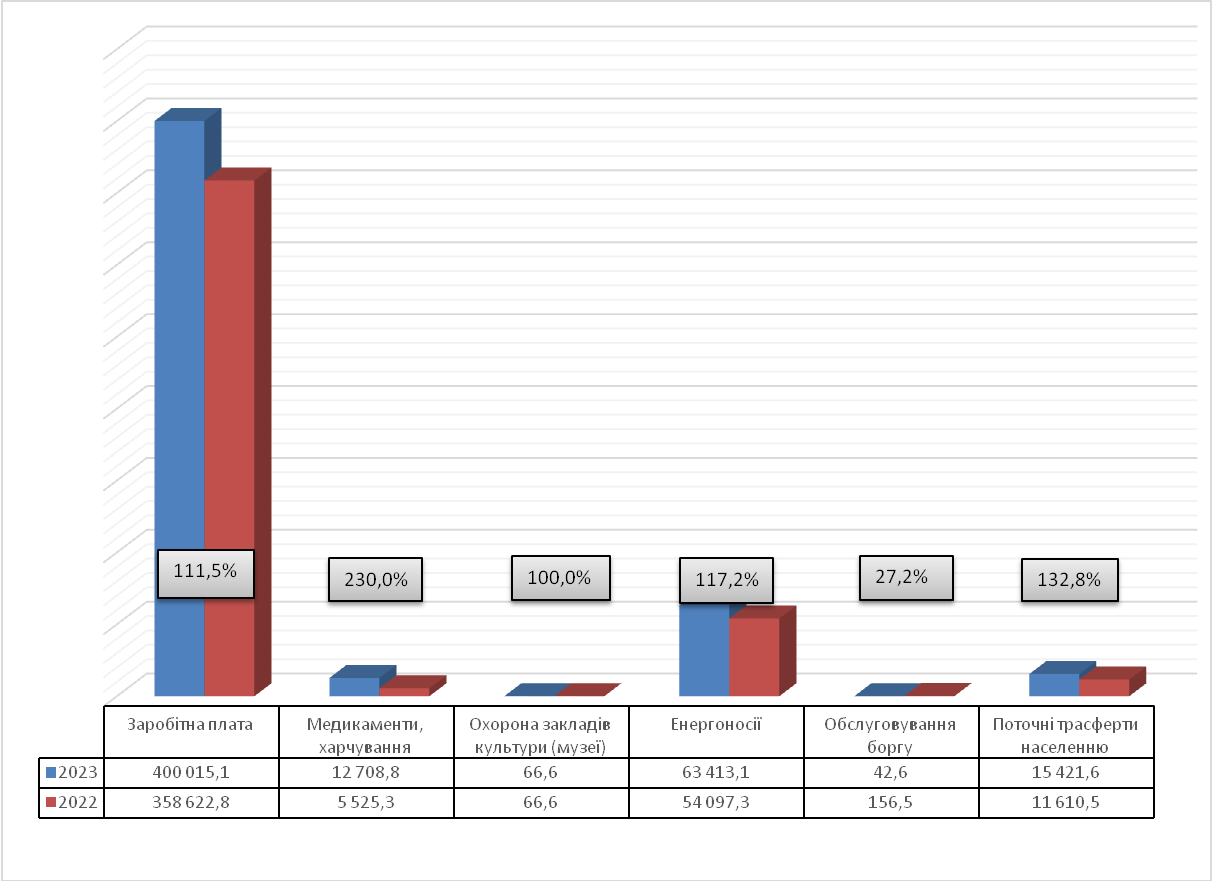 111,5%
230,0%
100,0%
117,2%
27,2%
132,8%
Заробітна плата
Медикаменти,
харчування
Охорона закладів
культури (музеї)
Енергоносії
Обслуговування
боргу
Поточні трасферти
населенню
2023 400 015,1 12 708,8 66,6 63 413,1 42,6 15 421,6
2022 358 622,8 5 525,3 66,6 54 097,3 156,5 11 610,5